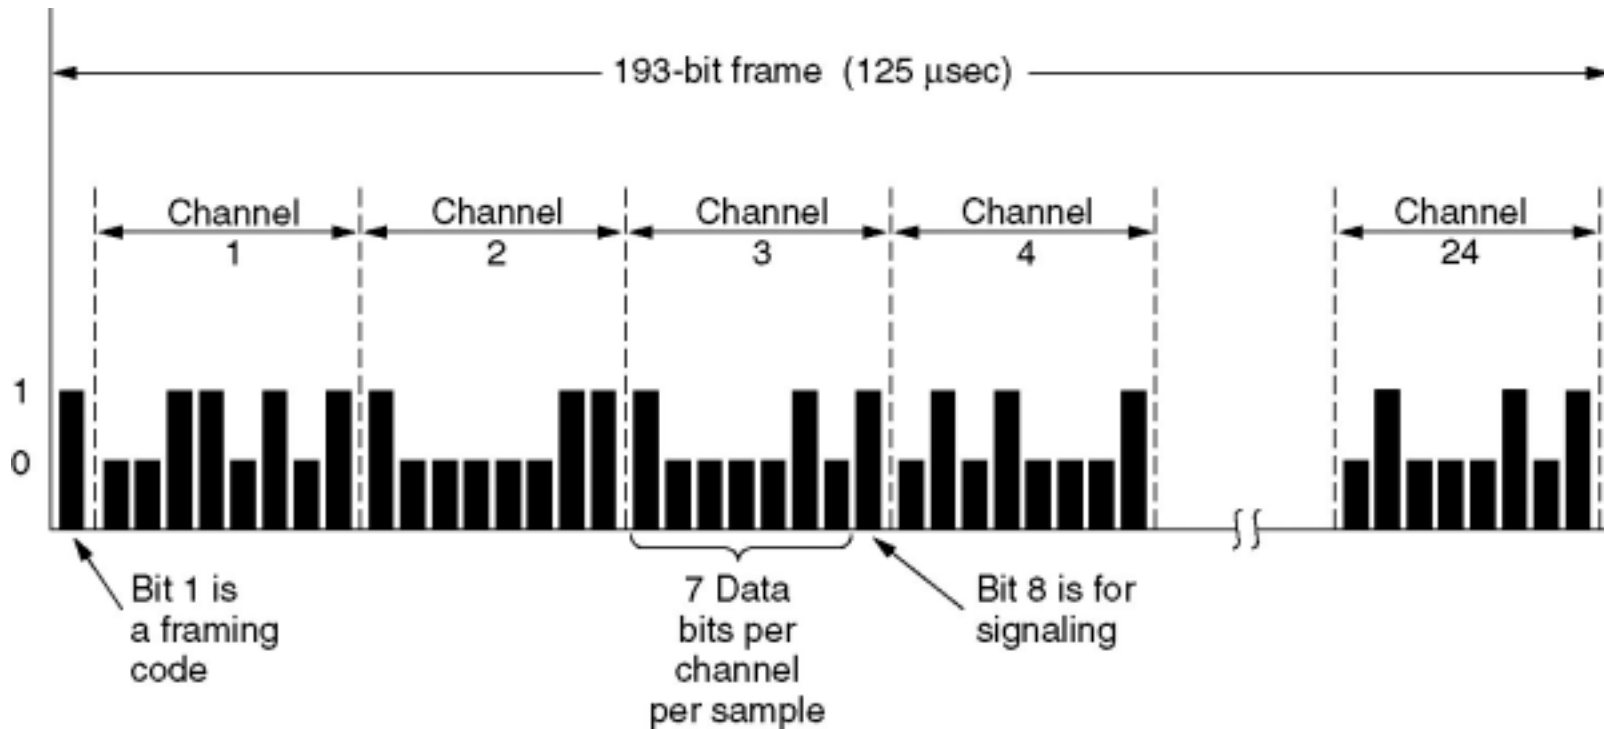 193-bit frame (125 μsec)
Channel
1
Channel
2
Channel
3
Channel
4
Channel
24
1
0
Bit 1 is
a framing
code
7 Data
bits per
channel
per sample
Bit 8 is for
signaling